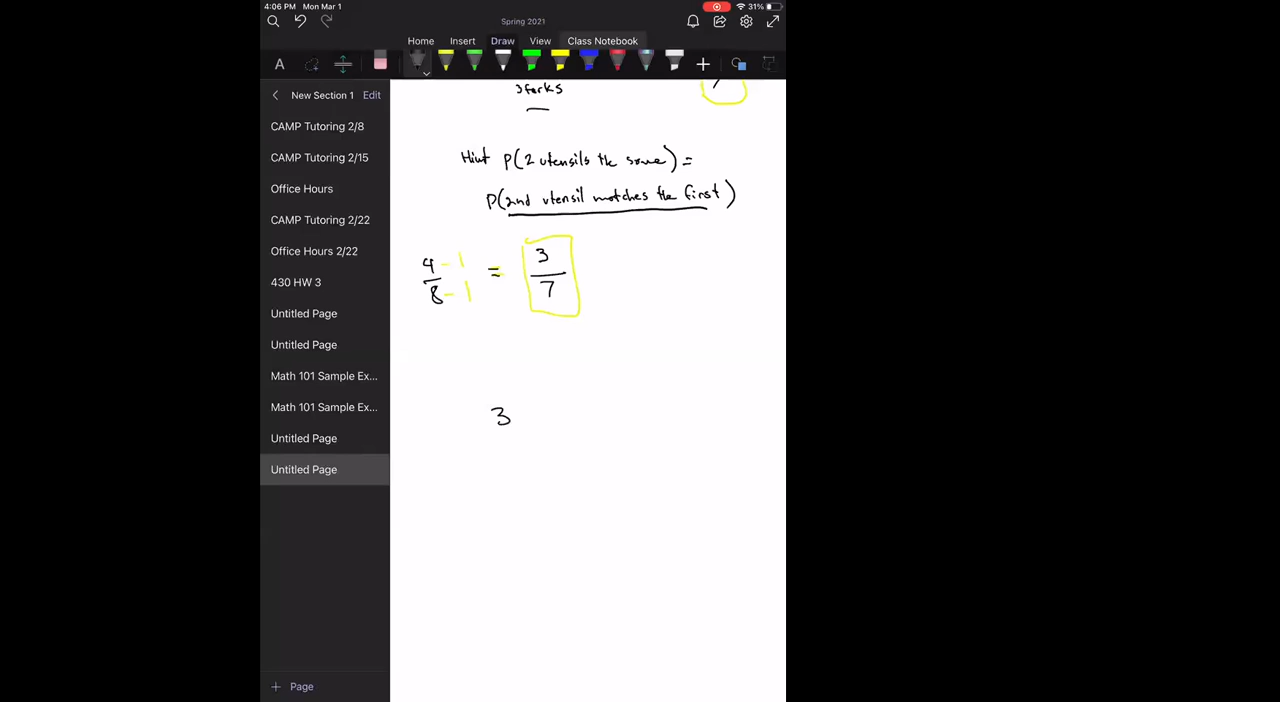 4:06 PM Mon Mar 1
31%
Spring 2021
Home Insert Draw View Class Notebook
A
New Section 1 Edit
CAMP Tutoring 2/8
CAMP Tutoring 2/15
Office Hours
CAMP Tutoring 2/22
Office Hours 2/22
430 HW 3
Untitled Page
Untitled Page
Math 101 Sample Ex...
Math 101 Sample Ex...
Untitled Page
Untitled Page
+ Page
Hint P(2 utensils the same) =
P(2nd utensil matches the first)
4 - 1 / 8 - 1 = 3 / 7
3